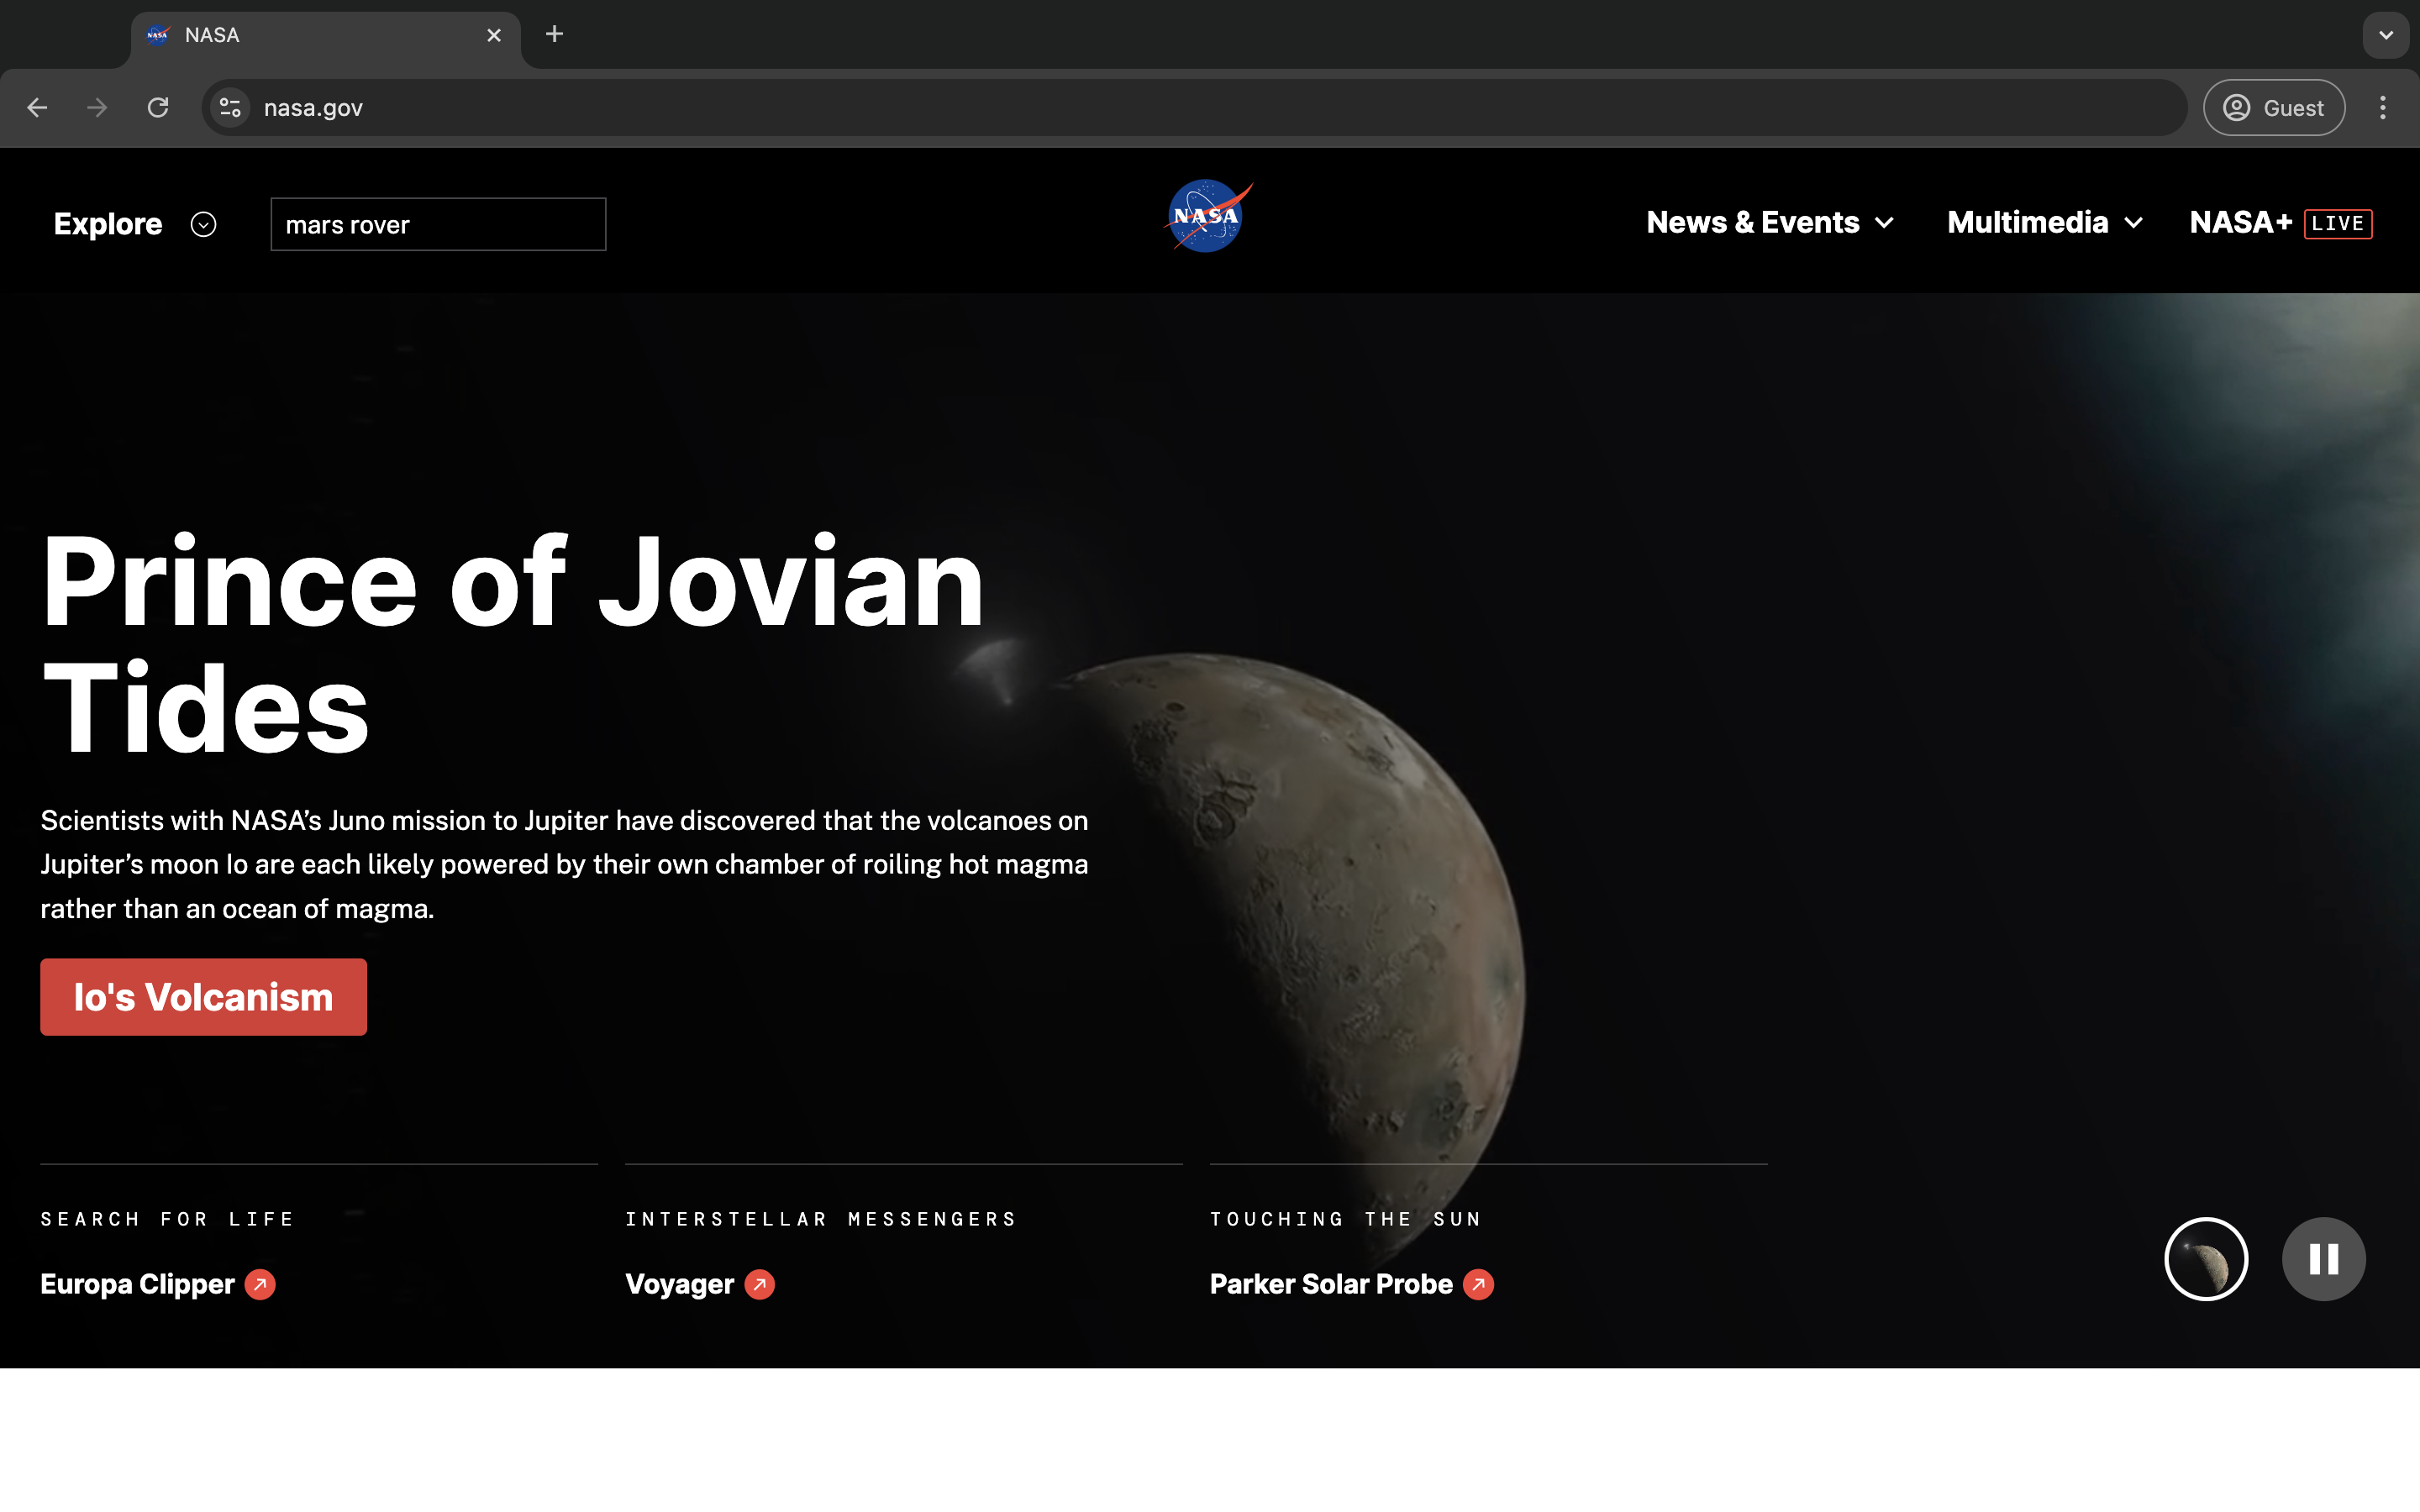 NASA
nasa.gov
Guest
Explore
mars rover
NASA
News & Events
Multimedia
NASA+ LIVE
Prince of Jovian
Tides
Scientists with NASA’s Juno mission to Jupiter have discovered that the volcanoes on
Jupiter’s moon Io are each likely powered by their own chamber of roiling hot magma
rather than an ocean of magma.
Io's Volcanism
SEARCH FOR LIFE
Europa Clipper
INTERSTELLAR MESSENGERS
Voyager
TOUCHING THE SUN
Parker Solar Probe